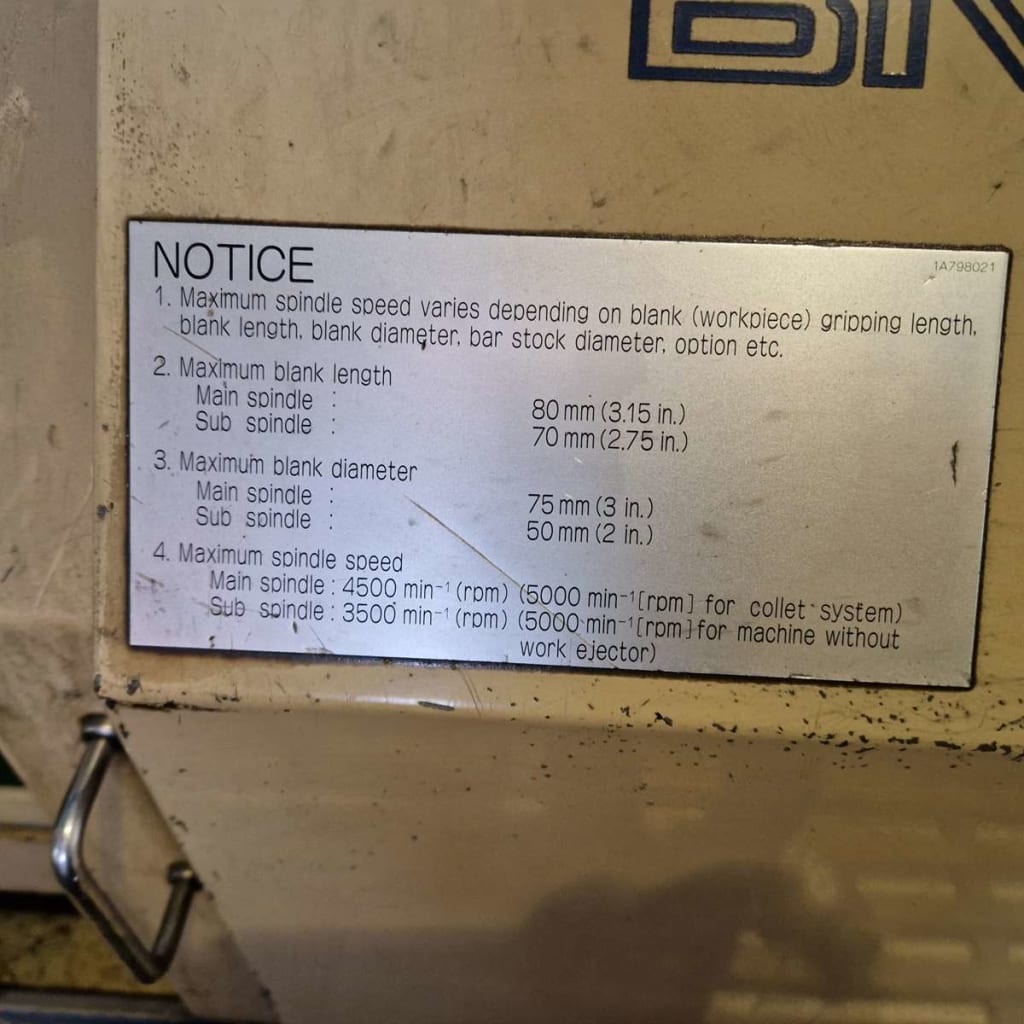 BN
NOTICE
1A798021
1. Maximum spindle speed varies depending on blank (workpiece) gripping length,
blank length, blank diameter, bar stock diameter, option etc.
2. Maximum blank length
Main spindle : 80 mm (3.15 in.)
Sub spindle : 70 mm (2.75 in.)
3. Maximum blank diameter
Main spindle : 75 mm (3 in.)
Sub spindle : 50 mm (2 in.)
4. Maximum spindle speed
Main spindle : 4500 min⁻¹ (rpm) (5000 min⁻¹[rpm] for collet system)
Sub spindle : 3500 min⁻¹ (rpm) (5000 min⁻¹[rpm] for machine without
work ejector)